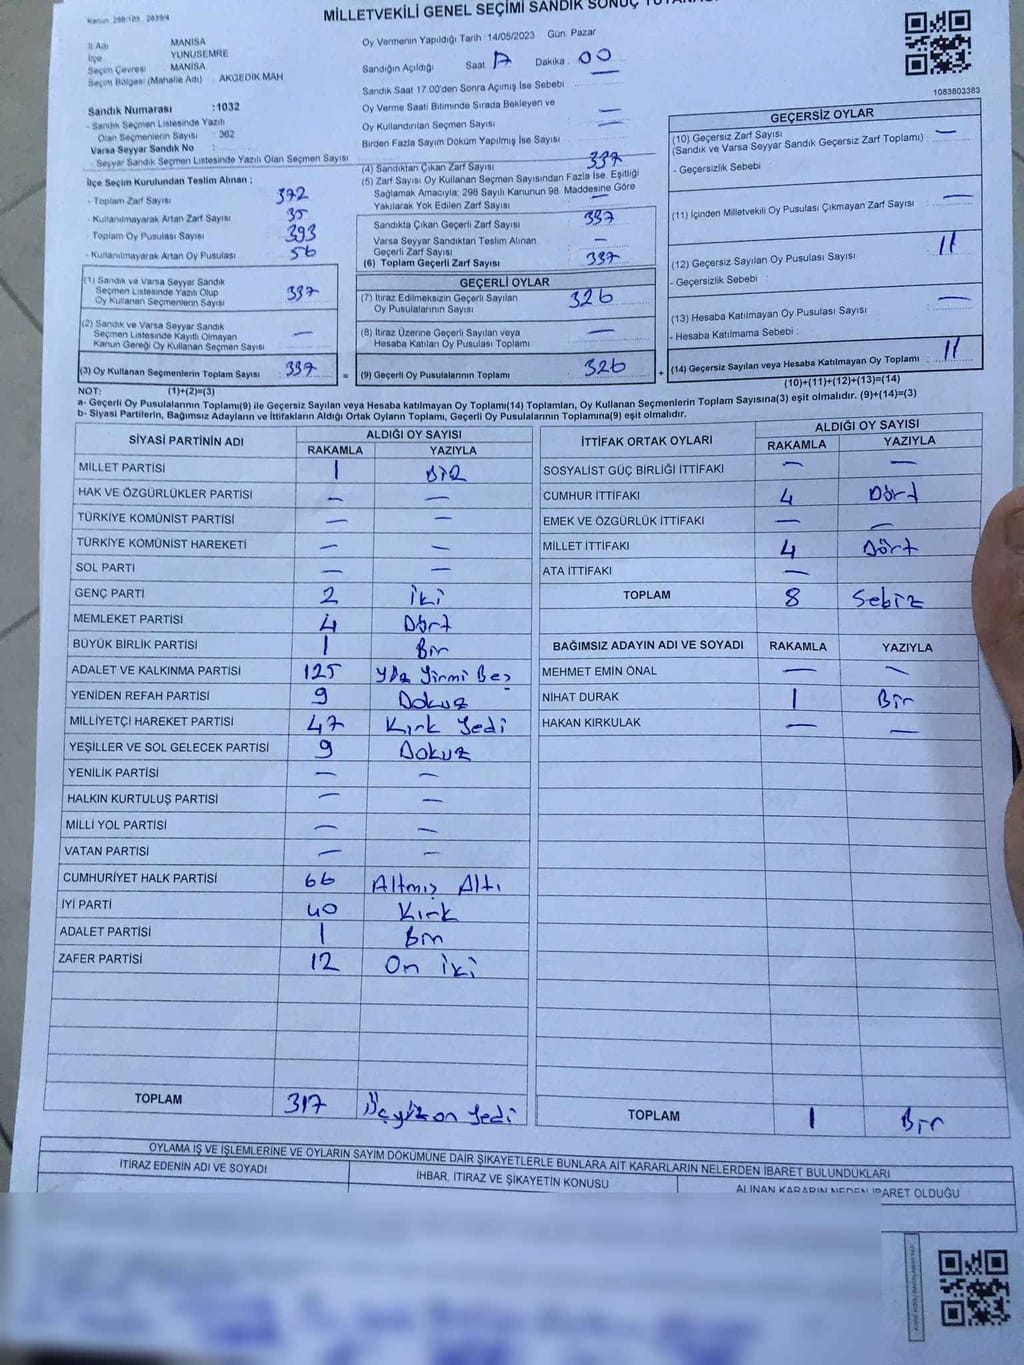 Kanun 298/105 - 2839/4
MİLLETVEKİLİ GENEL SEÇİMİ SANDIK SONUÇ
İl Adı MANİSA
İlçe YUNUSEMRE
Seçim Çevresi MANİSA
Seçim Bölgesi (Mahalle Adı) : AKGEDİK MAH
Sandık Numarası :1032
- Sandık Seçmen Listesinde Yazılı
Olan Seçmenlerin Sayısı : 362
Varsa Seyyar Sandık No :
- Seyyar Sandık Seçmen Listesinde Yazılı Olan Seçmen Sayısı
Oy Vermenin Yapıldığı Tarih :14/05/2023 Gün Pazar
Sandığın Açıldığı Saat Dakika 00
Sandık Saat 17:00'den Sonra Açımış İse Sebebi —
Oy Verme Saati Bitiminde Sırada Bekleyen ve
Oy Kullandırılan Seçmen Sayısı —
Birden Fazla Sayım Döküm Yapılmış İse Sayısı —
1083803383
İlçe Seçim Kurulundan Teslim Alınan :
- Toplam Zarf Sayısı 372
- Kullanılmayarak Artan Zarf Sayısı 35
- Toplam Oy Pusulası Sayısı 393
- Kullanılmayarak Artan Oy Pusulası 56
(1) Sandık ve Varsa Seyyar Sandık
Seçmen Listesinde Yazılı Olup
Oy Kullanan Seçmenlerin Sayısı 337
(2) Sandık ve Varsa Seyyar Sandık
Seçmen Listesinde Kayıtlı Olmayan
Kanun Gereği Oy Kullanan Seçmen Sayısı —
(3) Oy Kullanan Seçmenlerin Toplam Sayısı 337 =
(4) Sandıktan Çıkan Zarf Sayısı 337
(5) Zarf Sayısı Oy Kullanan Seçmen Sayısından Fazla İse, Eşitliği
Sağlamak Amacıyla; 298 Sayılı Kanunun 98. Maddesine Göre
Yakılarak Yok Edilen Zarf Sayısı —
Sandıkta Çıkan Geçerli Zarf Sayısı 337
Varsa Seyyar Sandıktan Teslim Alınan
Geçerli Zarf Sayısı —
(6) Toplam Geçerli Zarf Sayısı 337
GEÇERLİ OYLAR
(7) İtiraz Edilmeksizin Geçerli Sayılan
Oy Pusulasının Sayısı 326
(8) İtiraz Üzerine Geçerli Sayılan veya
Hesaba Katılan Oy Pusulası Toplamı —
(9) Geçerli Oy Pusulalarının Toplamı 326 +
GEÇERSİZ OYLAR
(10) Geçersiz Zarf Sayısı —
(Sandık ve Varsa Seyyar Sandık Geçersiz Zarf Toplamı)
- Geçersizlik Sebebi :
(11) İçinden Milletvekili Oy Pusulası Çıkmayan Zarf Sayısı —
(12) Geçersiz Sayılan Oy Pusulası Sayısı 11
- Geçersizlik Sebebi :
(13) Hesaba Katılmayan Oy Pusulası Sayısı —
- Hesaba Katılmama Sebebi :
(14) Geçersiz Sayılan veya Hesaba Katılmayan Oy Toplamı 11
NOT: (1)+(2)=(3)
(10)+(11)+(12)+(13)=(14)
a- Geçerli Oy Pusulalarının Toplamı(9) ile Geçersiz Sayılan veya Hesaba katılmayan Oy Toplamı(14) Toplamları, Oy Kullanan Seçmenlerin Toplam Sayısına(3) eşit olmalıdır. (9)+(14)=(3)
b- Siyasi Partilerin, Bağımsız Adayların ve İttifakların Aldığı Ortak Oyların Toplamı, Geçerli Oy Pusulalarının Toplamına(9) eşit olmalıdır.
SİYASİ PARTİNİN ADI ALDIĞI OY SAYISI
RAKAMLA YAZIYLA
MİLLET PARTİSİ 1 BİR
HAK VE ÖZGÜRLÜKLER PARTİSİ — —
TÜRKİYE KOMÜNİST PARTİSİ — —
TÜRKİYE KOMÜNİST HAREKETİ — —
SOL PARTİ — —
GENÇ PARTİ 2 İki
MEMLEKET PARTİSİ 4 Dört
BÜYÜK BİRLİK PARTİSİ 1 Bir
ADALET VE KALKINMA PARTİSİ 125 Yüz Yirmi Beş
YENİDEN REFAH PARTİSİ 9 Dokuz
MİLLİYETÇİ HAREKET PARTİSİ 47 Kırk Yedi
YEŞİLLER VE SOL GELECEK PARTİSİ 9 Dokuz
YENİLİK PARTİSİ — —
HALKIN KURTULUŞ PARTİSİ — —
MİLLİ YOL PARTİSİ — —
VATAN PARTİSİ — —
CUMHURİYET HALK PARTİSİ 66 Altmış Altı
İYİ PARTİ 40 Kırk
ADALET PARTİSİ 1 Bir
ZAFER PARTİSİ 12 On İki
TOPLAM 317 Üçyüzon Yedi
İTTİFAK ORTAK OYLARI ALDIĞI OY SAYISI
RAKAMLA YAZIYLA
SOSYALİST GÜÇ BİRLİĞİ İTTİFAKI — —
CUMHUR İTTİFAKI 4 Dört
EMEK VE ÖZGÜRLÜK İTTİFAKI — —
MİLLET İTTİFAKI 4 Dört
ATA İTTİFAKI —
TOPLAM 8 Sekiz
BAĞIMSIZ ADAYIN ADI VE SOYADI RAKAMLA YAZIYLA
MEHMET EMİN ÖNAL — —
NİHAT DURAK 1 Bir
HAKAN KIRKULAK — —
TOPLAM 1 Bir
OYLAMA İŞ VE İŞLEMLERİNE VE OYLARIN SAYIM DÖKÜMÜNE DAİR ŞİKAYETLERLE BUNLARA AİT KARARLARIN NELERDEN İBARET BULUNDUKLARI
İTİRAZ EDENİN ADI VE SOYADI İHBAR, İTİRAZ VE ŞİKAYETİN KONUSU ALINAN KARARIN NEDEN İBARET OLDUĞU